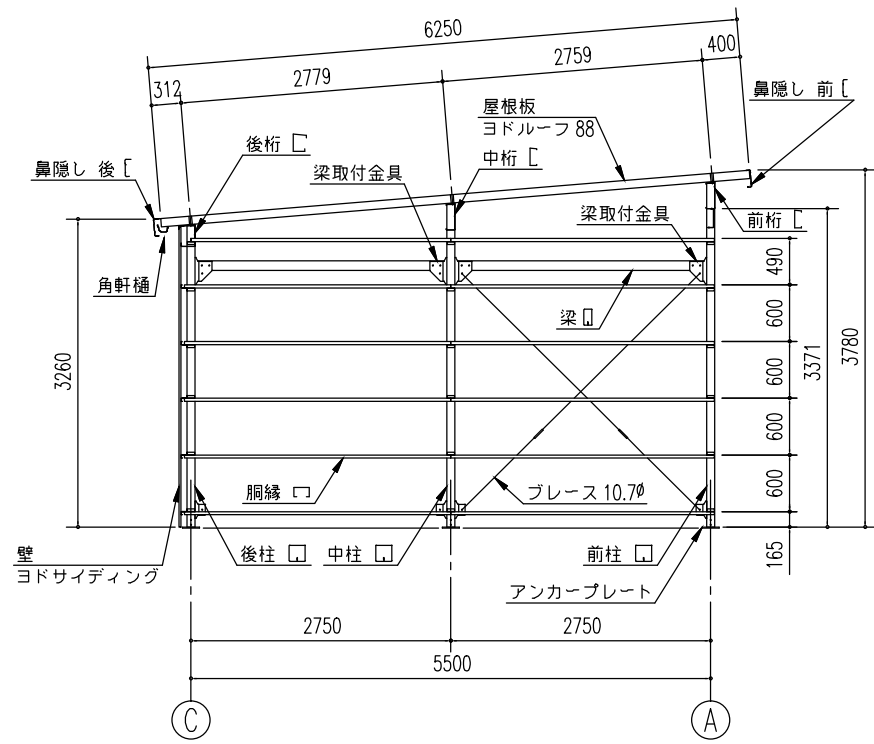 6250
312
2779
2759
400
鼻隠し 前
屋根板
ヨドルーフ 88
後桁
中桁
鼻隠し 後
梁取付金具
梁取付金具
前桁
角軒樋
490
梁
600
3260
600
3371
3780
600
胴縁
ブレース 10.7φ
600
壁
ヨドサイディング
後柱
中柱
前柱
165
アンカープレート
2750
2750
5500
C
A